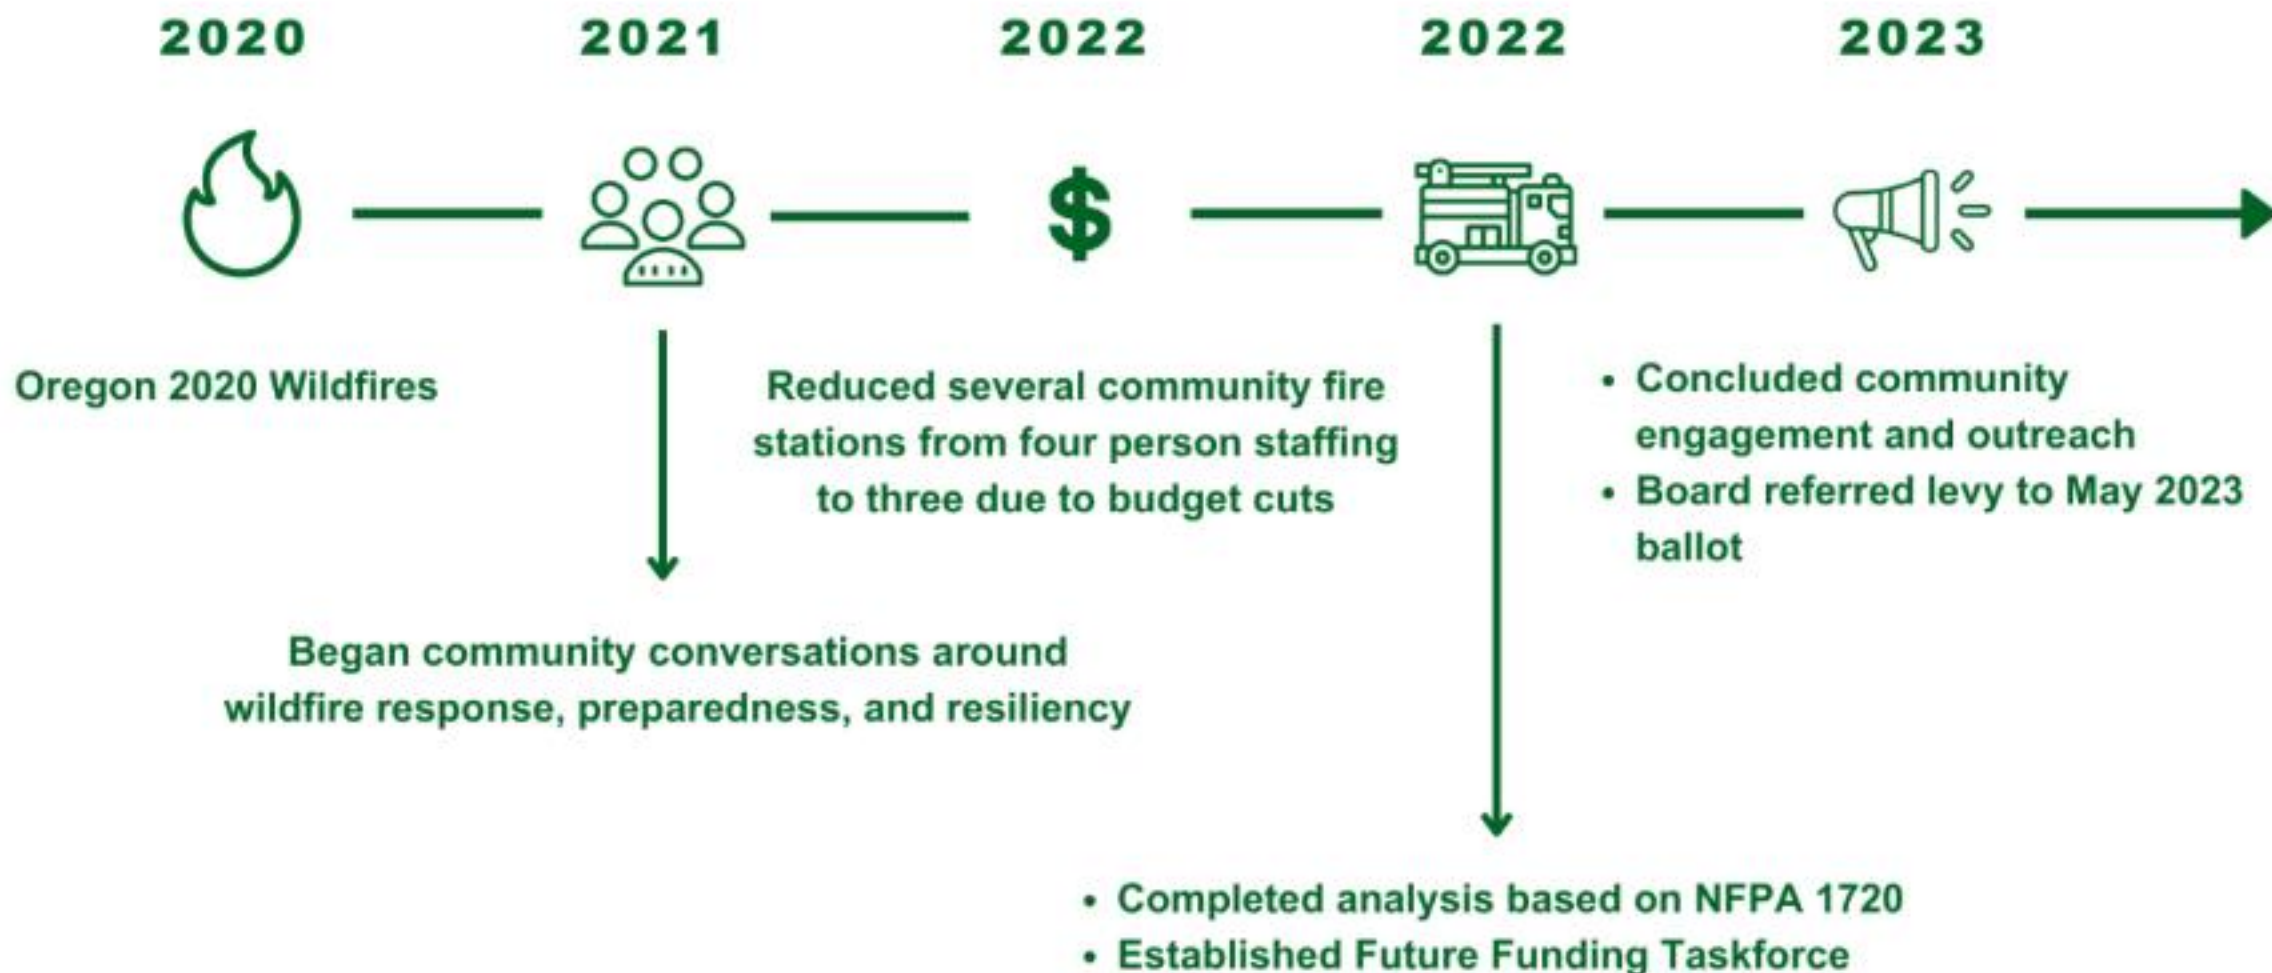 2020
2021
2022
2022
2023
Oregon 2020 Wildfires
Began community conversations around
wildfire response, preparedness, and resiliency
Reduced several community fire
stations from four person staffing
to three due to budget cuts
• Completed analysis based on NFPA 1720
• Established Future Funding Taskforce
• Concluded community
engagement and outreach
• Board referred levy to May 2023
ballot